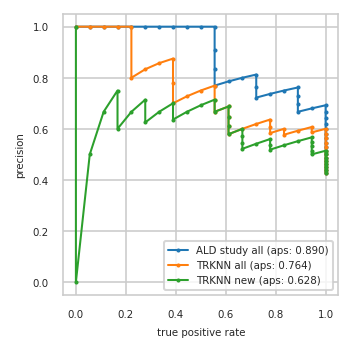 1.0
0.8
0.6
0.4
0.2
0.0
precision
0.0 0.2 0.4 0.6 0.8 1.0
true positive rate
ALD study all (aps: 0.890)
TRKNN all (aps: 0.764)
TRKNN new (aps: 0.628)